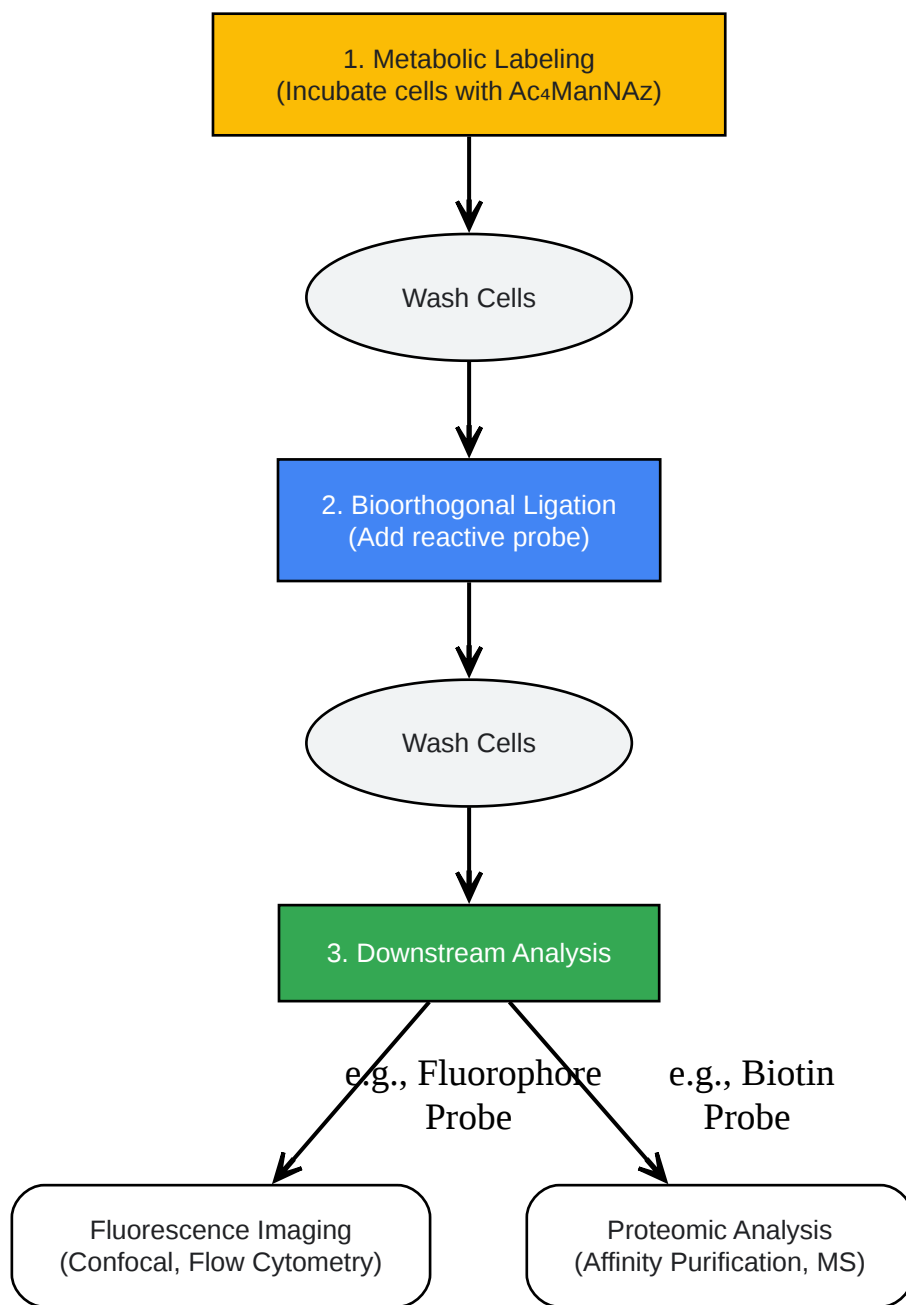 1. Metabolic Labeling
(Incubate cells with Ac₄ManNAz)
Wash Cells
2. Bioorthogonal Ligation
(Add reactive probe)
Wash Cells
3. Downstream Analysis
e.g., Fluorophore
Probe
e.g., Biotin
Probe
Fluorescence Imaging
(Confocal, Flow Cytometry)
Proteomic Analysis
(Affinity Purification, MS)